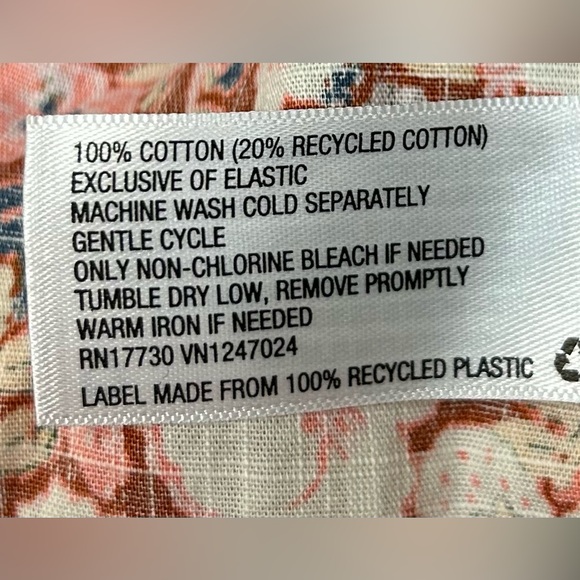 100% COTTON (20% RECYCLED COTTON)
EXCLUSIVE OF ELASTIC
MACHINE WASH COLD SEPARATELY
GENTLE CYCLE
ONLY NON-CHLORINE BLEACH IF NEEDED
TUMBLE DRY LOW, REMOVE PROMPTLY
WARM IRON IF NEEDED
RN17730 VN1247024
LABEL MADE FROM 100% RECYCLED PLASTIC